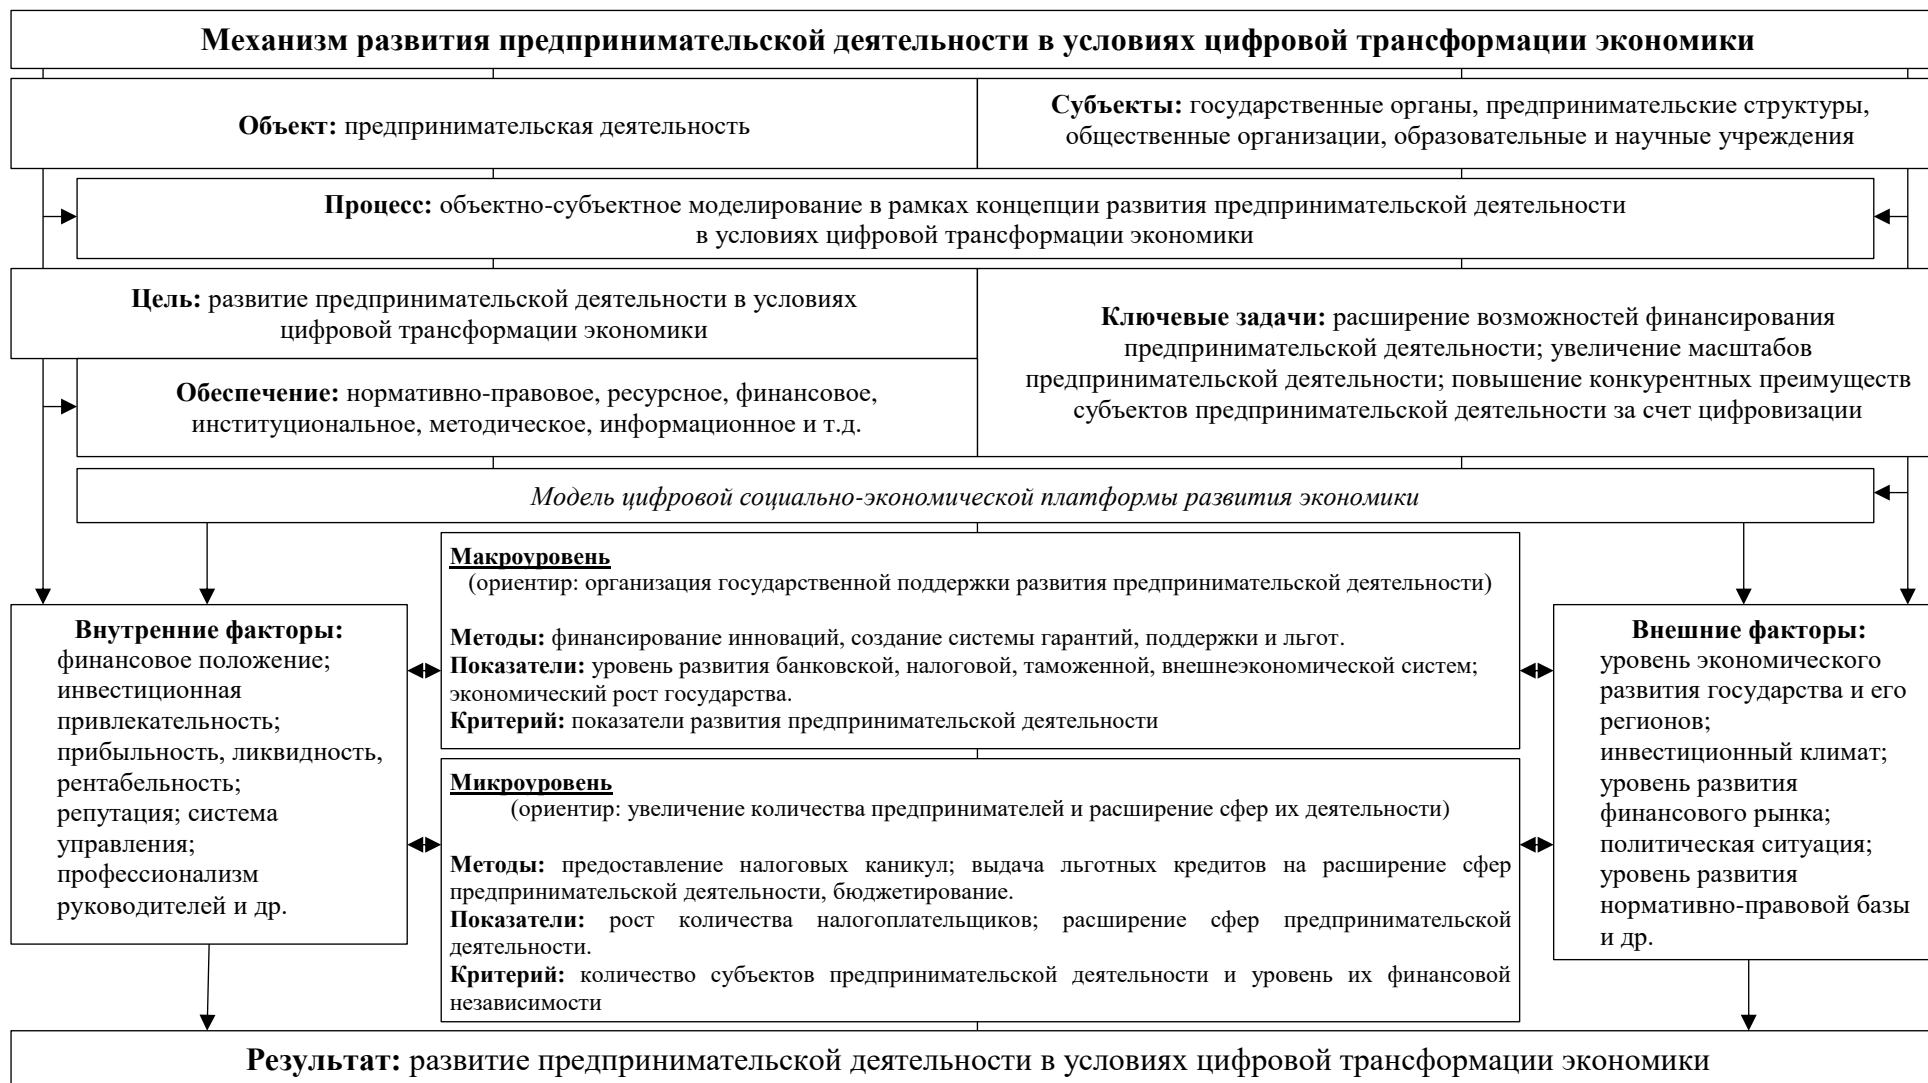 Механизм развития предпринимательской деятельности в условиях цифровой трансформации экономики
Объект: предпринимательская деятельность
Субъекты: государственные органы, предпринимательские структуры,
общественные организации, образовательные и научные учреждения
Процесс: объектно-субъектное моделирование в рамках концепции развития предпринимательской деятельности
в условиях цифровой трансформации экономики
Цель: развитие предпринимательской деятельности в условиях
цифровой трансформации экономики
Ключевые задачи: расширение возможностей финансирования
предпринимательской деятельности; увеличение масштабов
предпринимательской деятельности; повышение конкурентных преимуществ
субъектов предпринимательской деятельности за счет цифровизации
Обеспечение: нормативно-правовое, ресурсное, финансовое,
институциональное, методическое, информационное и т.д.
Модель цифровой социально-экономической платформы развития экономики
Внутренние факторы:
финансовое положение;
инвестиционная
привлекательность;
прибыльность, ликвидность,
рентабельность;
репутация; система
управления;
профессионализм
руководителей и др.
Макроуровень
(ориентир: организация государственной поддержки развития предпринимательской деятельности)
Методы: финансирование инноваций, создание системы гарантий, поддержки и льгот.
Показатели: уровень развития банковской, налоговой, таможенной, внешнеэкономической систем;
экономический рост государства.
Критерий: показатели развития предпринимательской деятельности
Микроуровень
(ориентир: увеличение количества предпринимателей и расширение сфер их деятельности)
Методы: предоставление налоговых каникул; выдача льготных кредитов на расширение сфер
предпринимательской деятельности, бюджетирование.
Показатели: рост количества налогоплательщиков; расширение сфер предпринимательской
деятельности.
Критерий: количество субъектов предпринимательской деятельности и уровень их финансовой
независимости
Внешние факторы:
уровень экономического
развития государства и его
регионов;
инвестиционный климат;
уровень развития
финансового рынка;
политическая ситуация;
уровень развития
нормативно-правовой базы
и др.
Результат: развитие предпринимательской деятельности в условиях цифровой трансформации экономики